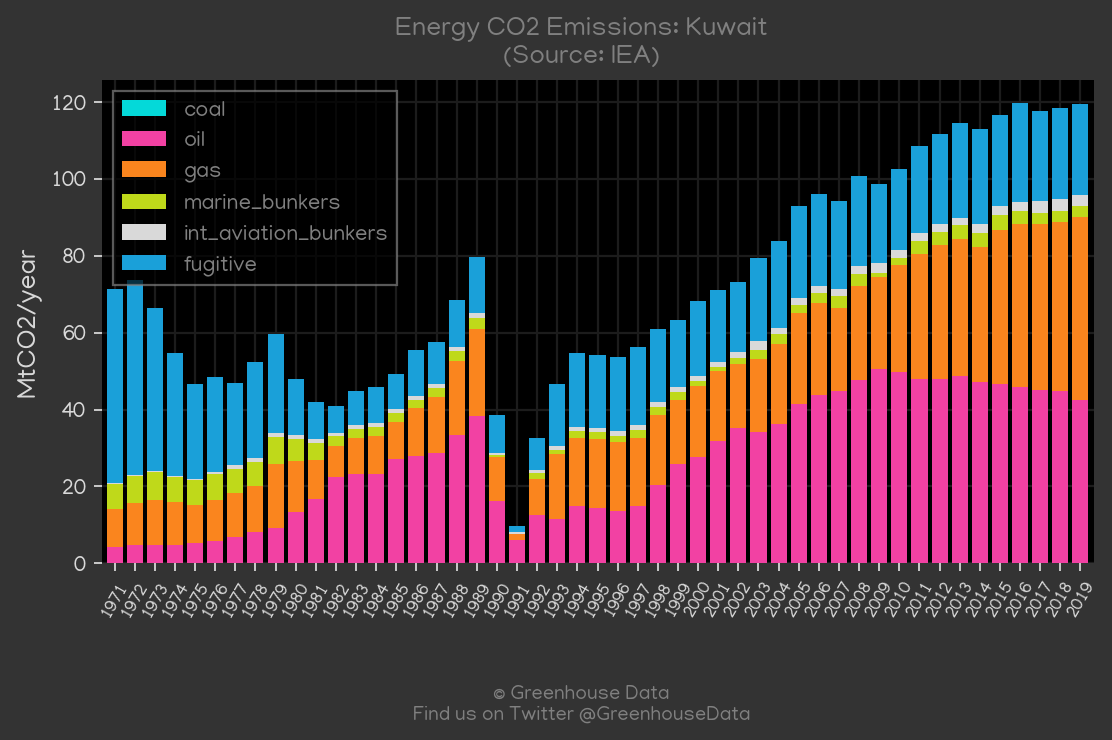 Energy CO2 Emissions: Kuwait
(Source: IEA)
MtCO2/year
120
100
80
60
40
20
0
coal
oil
gas
marine_bunkers
int_aviation_bunkers
fugitive
1971 1972 1973 1974 1975 1976 1977 1978 1979 1980 1981 1982 1983 1984 1985 1986 1987 1988 1989 1990 1991 1992 1993 1994 1995 1996 1997 1998 1999 2000 2001 2002 2003 2004 2005 2006 2007 2008 2009 2010 2011 2012 2013 2014 2015 2016 2017 2018 2019
© Greenhouse Data
Find us on Twitter @GreenhouseData